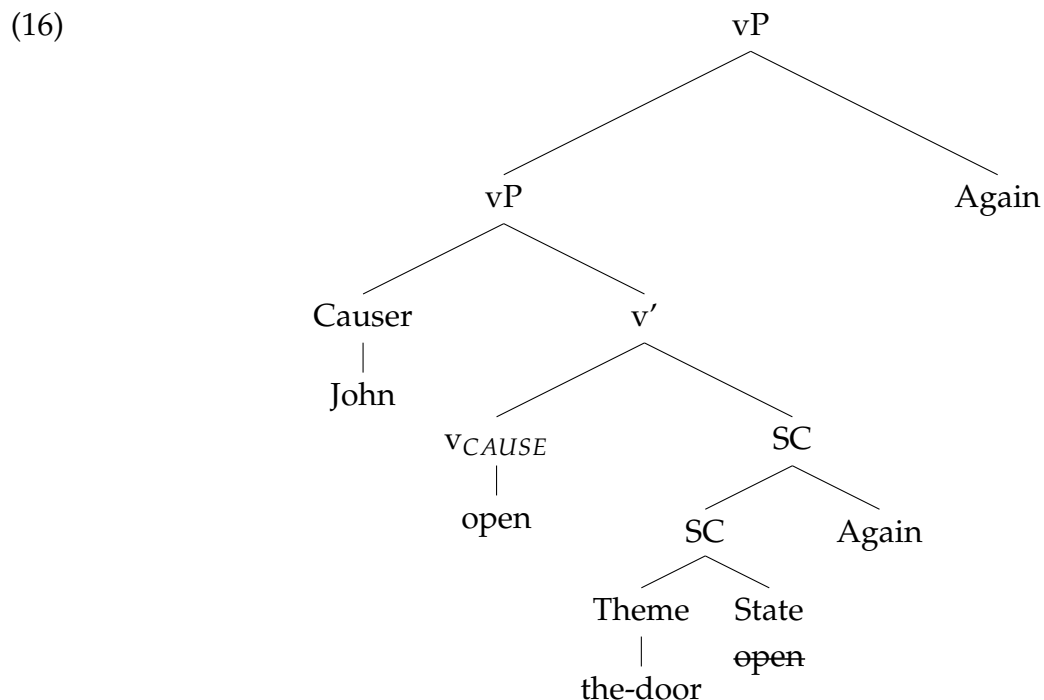 (16)
vP
vP Again
Causer v′
John
vCAUSE SC
open
SC Again
Theme State
open
the-door